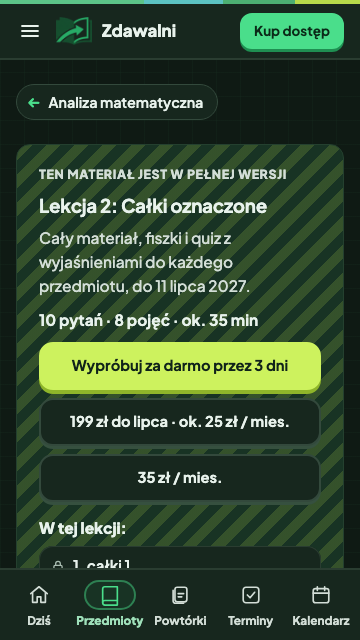 Zdawalni
Kup dostęp
← Analiza matematyczna
TEN MATERIAŁ JEST W PEŁNEJ WERSJI
Lekcja 2: Całki oznaczone
Cały materiał, fiszki i quiz z
wyjaśnieniami do każdego
przedmiotu, do 11 lipca 2027.
10 pytań · 8 pojęć · ok. 35 min
Wypróbuj za darmo przez 3 dni
199 zł do lipca · ok. 25 zł / mies.
35 zł / mies.
W tej lekcji:
1. całki 1
Dziś
Przedmioty
Powtórki
Terminy
Kalendarz